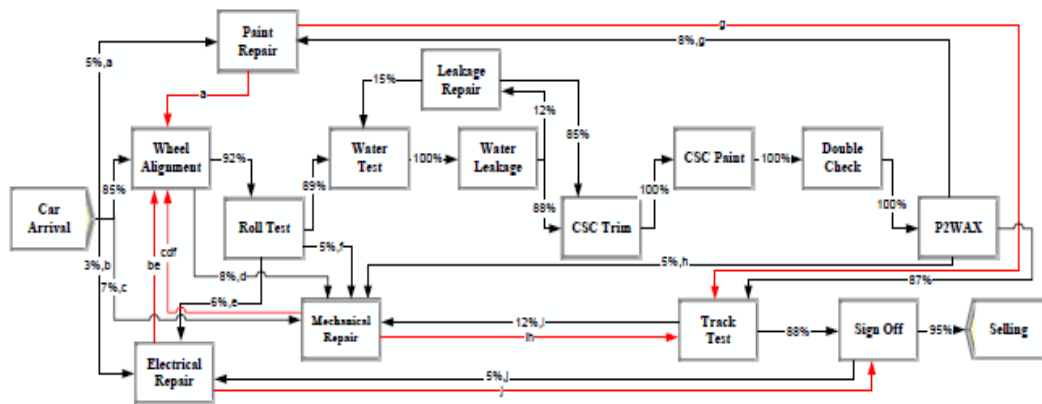 Paint
Repair
g
8%,g
5%,a
Leakage
Repair
15%
a
12%
85%
Wheel
Alignment
92%
Water
Test
100%
Water
Leakage
CSC Paint
100%
Double
Check
85%
89%
88%
100%
100%
Car
Arrival
Roll Test
CSC Trim
P2WAX
cdf
5%,f
3%,b
7%,c
be
8%,d
5%,h
87%
6%,e
Mechanical
Repair
12%,i
ih
Track
Test
88%
Sign Off
95%
Selling
Electrical
Repair
5%,j
j